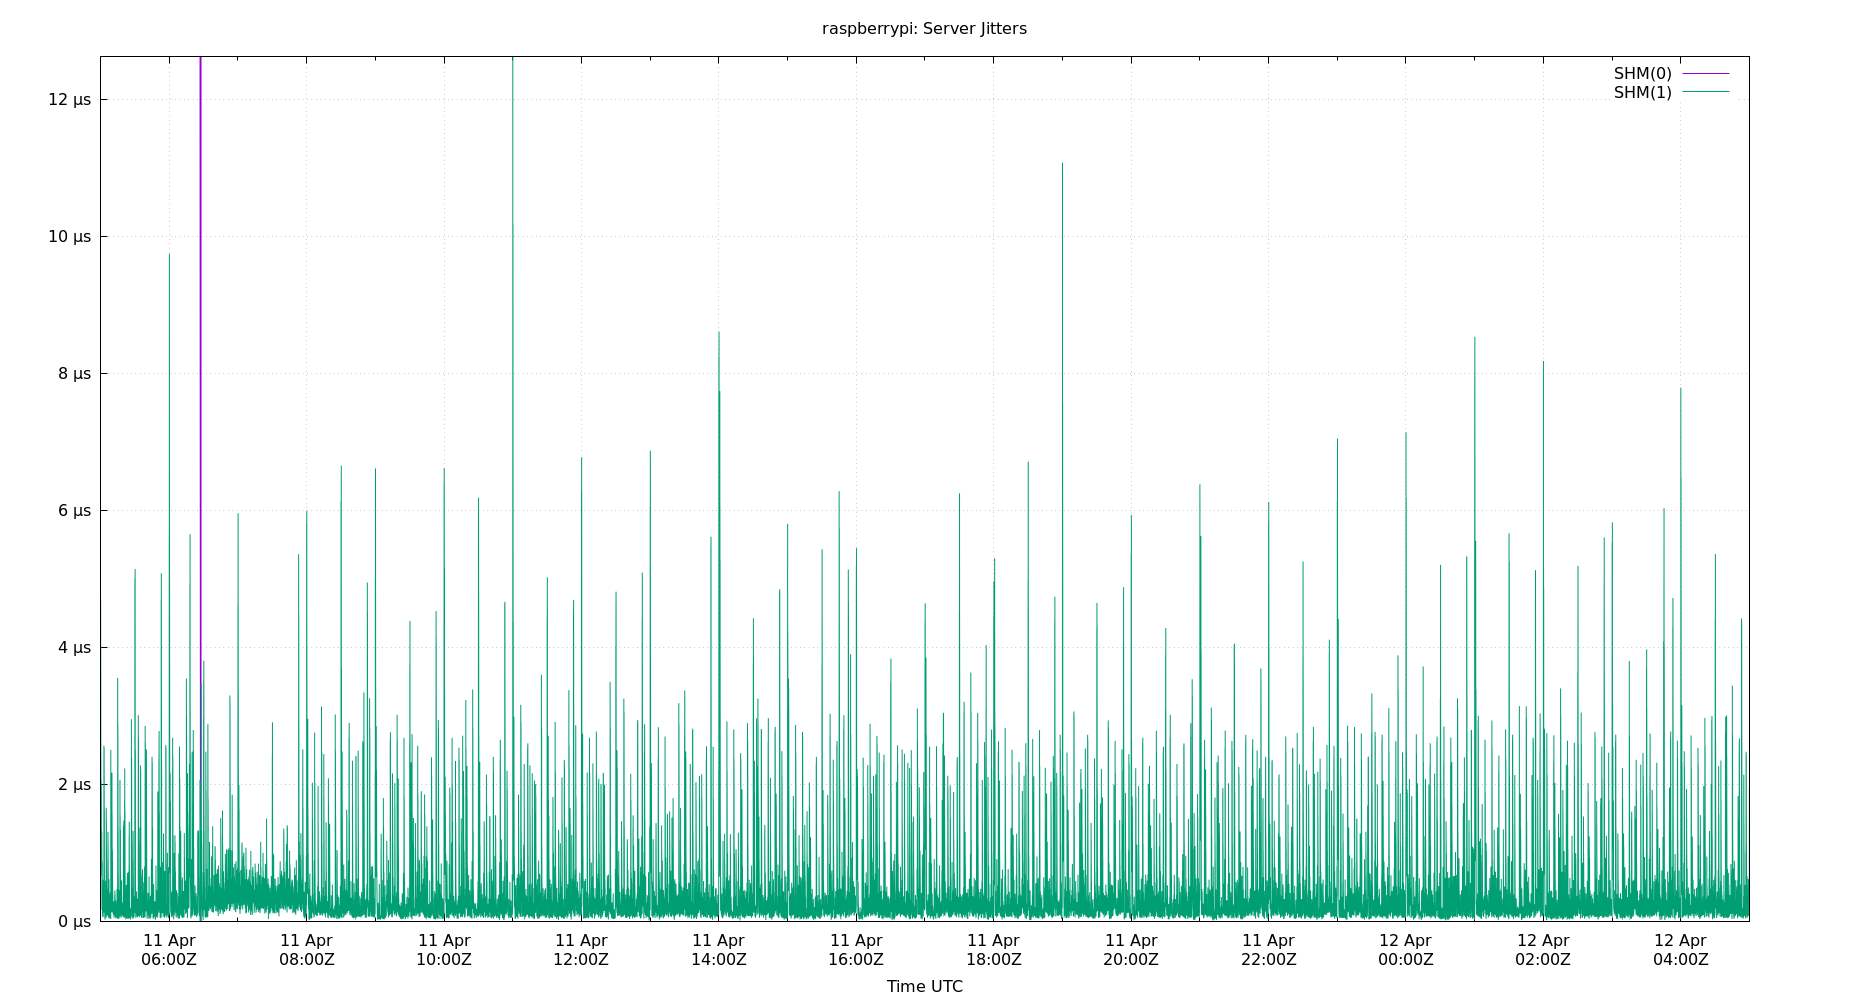 raspberrypi: Server Jitters
SHM(0)
SHM(1)
12 µs
10 µs
8 µs
6 µs
4 µs
2 µs
0 µs
11 Apr 11 Apr 11 Apr 11 Apr 11 Apr 11 Apr 11 Apr 11 Apr 11 Apr 12 Apr 12 Apr 12 Apr
06:00Z 08:00Z 10:00Z 12:00Z 14:00Z 16:00Z 18:00Z 20:00Z 22:00Z 00:00Z 02:00Z 04:00Z
Time UTC